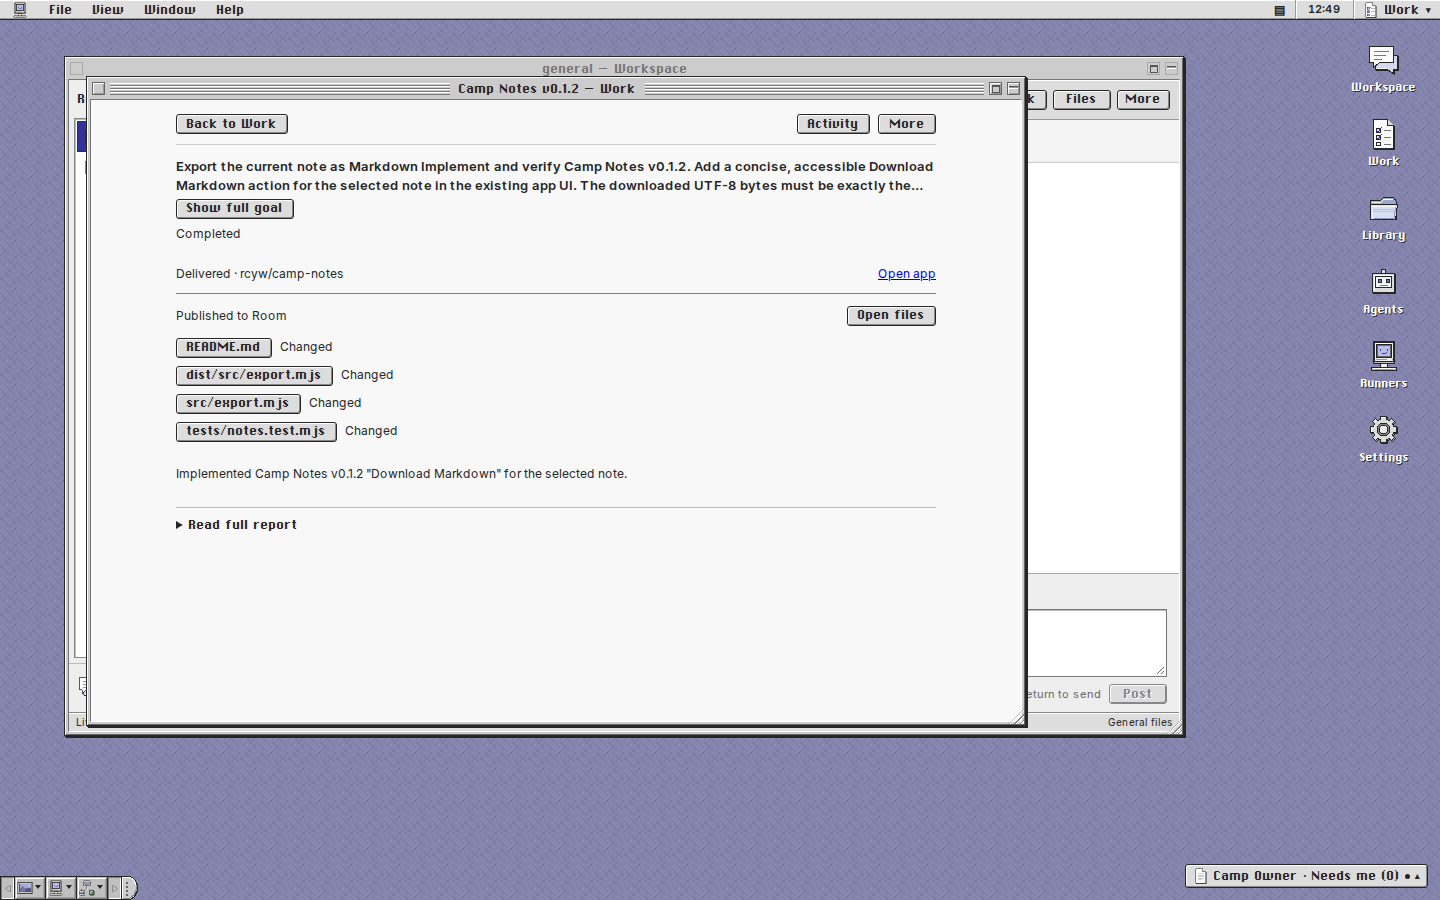 File View Window Help
12:49 Work
general — Workspace
Camp Notes v0.1.2 — Work
R
k Files More
Back to Work
Activity More
Export the current note as Markdown Implement and verify Camp Notes v0.1.2. Add a concise, accessible Download
Markdown action for the selected note in the existing app UI. The downloaded UTF-8 bytes must be exactly the...
Show full goal
Completed
Delivered · rcyw/camp-notes
Open app
Published to Room
Open files
README.md Changed
dist/src/export.mjs Changed
src/export.mjs Changed
tests/notes.test.mjs Changed
Implemented Camp Notes v0.1.2 "Download Markdown" for the selected note.
Read full report
eturn to send Post
Li
General files
Workspace
Work
Library
Agents
Runners
Settings
Camp Owner · Needs me (0)